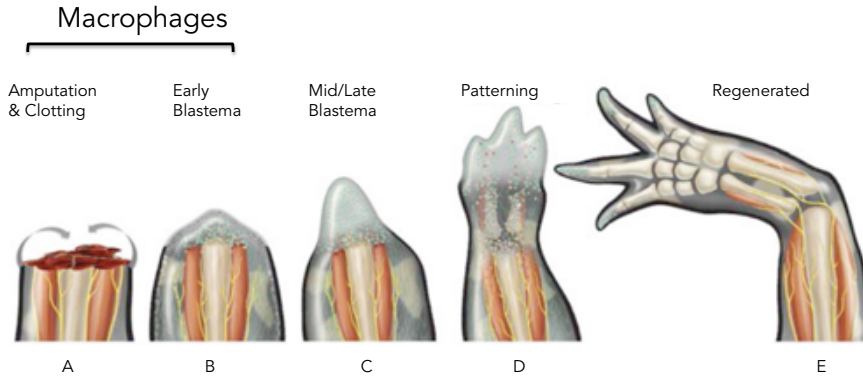 Macrophages
Amputation
& Clotting
Early
Blastema
Mid/Late
Blastema
Patterning
Regenerated
A
B
C
D
E